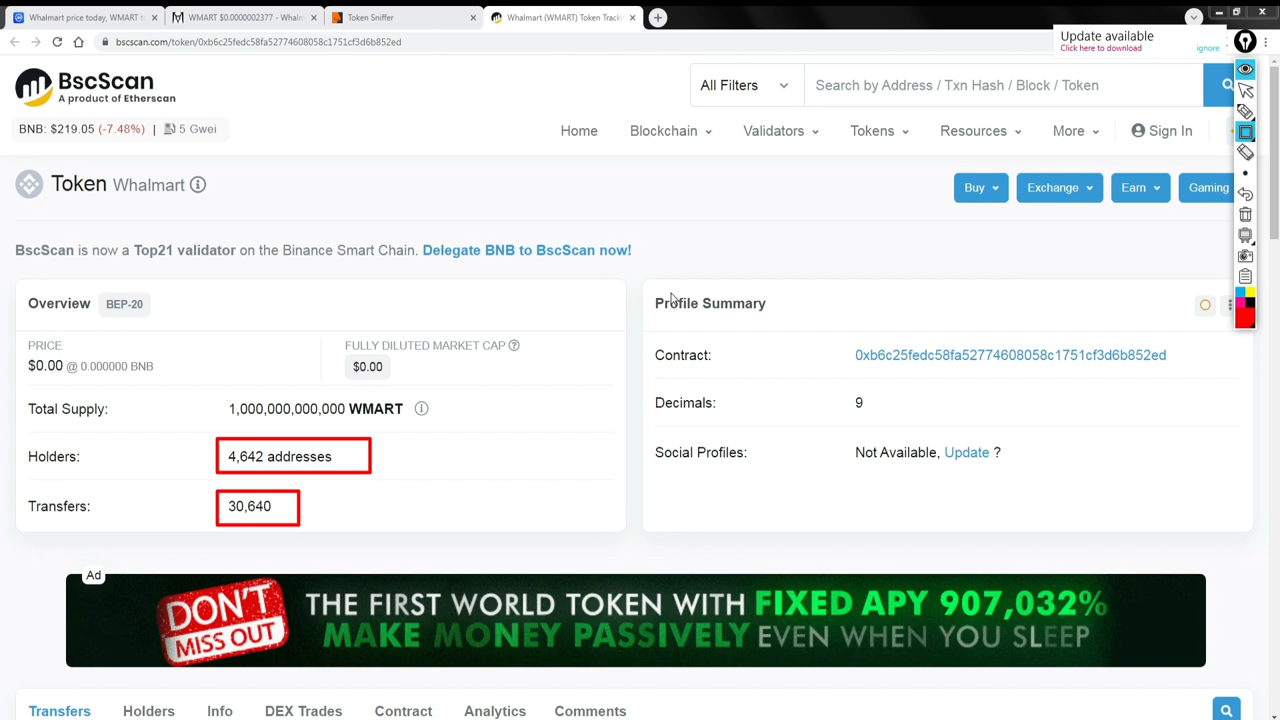 Whalmart price today, WMART to
WMART $0.0000002377 - Whalm
Token Sniffer
Whalmart (WMART) Token Track
bscscan.com/token/0xb6c25fedc58fa52774608058c1751cf3d6b852ed
Update available
Click here to download
ignore
BscScan
A product of Etherscan
All Filters
Search by Address / Txn Hash / Block / Token
BNB: $219.05 (-7.48%) | 5 Gwei
Home
Blockchain
Validators
Tokens
Resources
More
Sign In
Token Whalmart
Buy
Exchange
Earn
Gaming
BscScan is now a Top21 validator on the Binance Smart Chain. Delegate BNB to BscScan now!
Overview BEP-20
PRICE
$0.00 @ 0.000000 BNB
FULLY DILUTED MARKET CAP
$0.00
Total Supply: 1,000,000,000,000 WMART
Holders: 4,642 addresses
Transfers: 30,640
Profile Summary
Contract: 0xb6c25fedc58fa52774608058c1751cf3d6b852ed
Decimals: 9
Social Profiles: Not Available, Update ?
Ad
DON'T
MISS OUT
THE FIRST WORLD TOKEN WITH FIXED APY 907,032%
MAKE MONEY PASSIVELY EVEN WHEN YOU SLEEP
Transfers
Holders
Info
DEX Trades
Contract
Analytics
Comments